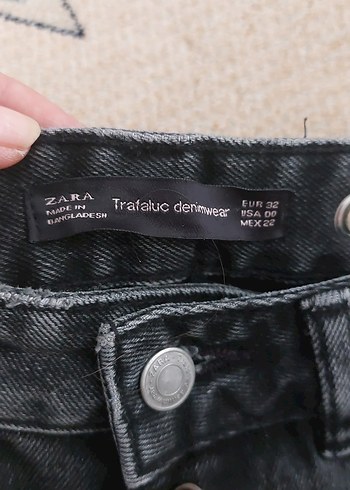 ZARA
MADE IN
BANGLADESH
Trafaluc denimwear
EUR 32
USA 00
MEX 22